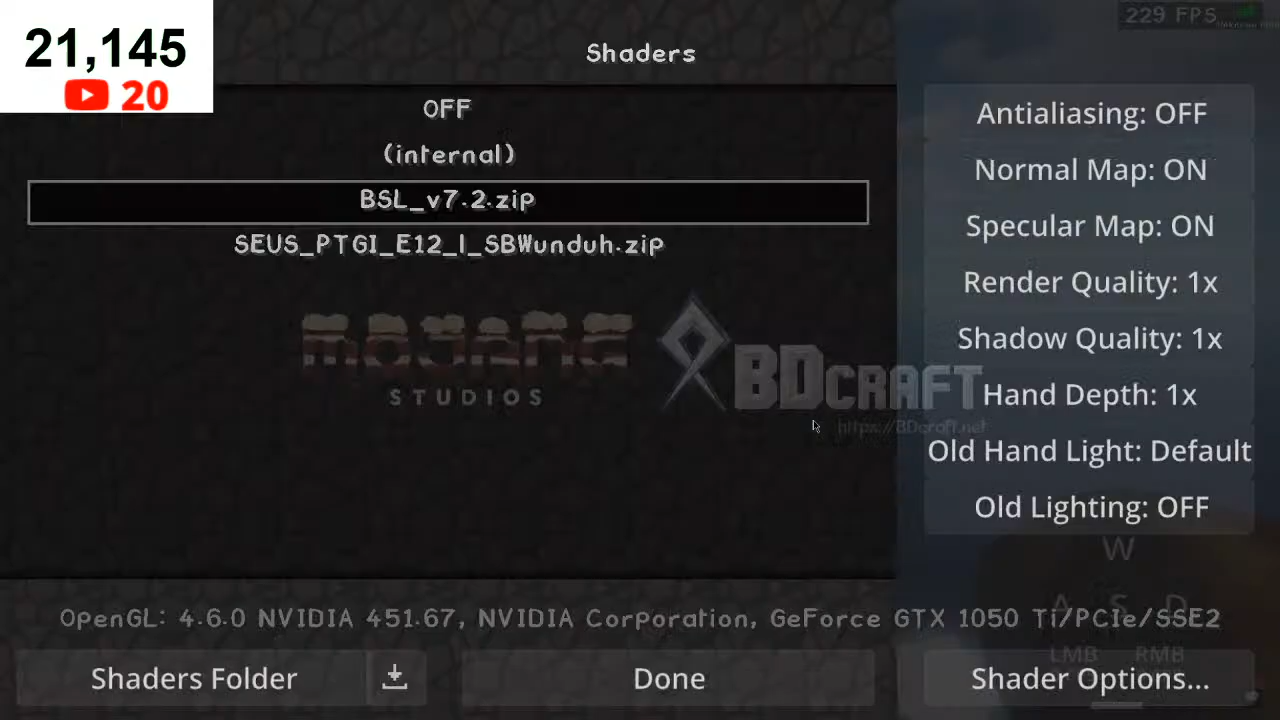 21,145
20
229 FPS
Shaders
OFF
(internal)
BSL_v7.2.zip
SEUS_PTGI_E12_I_SBWunduh.zip
Antialiasing: OFF
Normal Map: ON
Specular Map: ON
Render Quality: 1x
Shadow Quality: 1x
Hand Depth: 1x
Old Hand Light: Default
Old Lighting: OFF
MOJANG
STUDIOS
BDCRAFT
https://BDcraft.net
W
A S D
LMB RMB
OpenGL: 4.6.0 NVIDIA 451.67, NVIDIA Corporation, GeForce GTX 1050 Ti/PCIe/SSE2
Shaders Folder
Done
Shader Options...